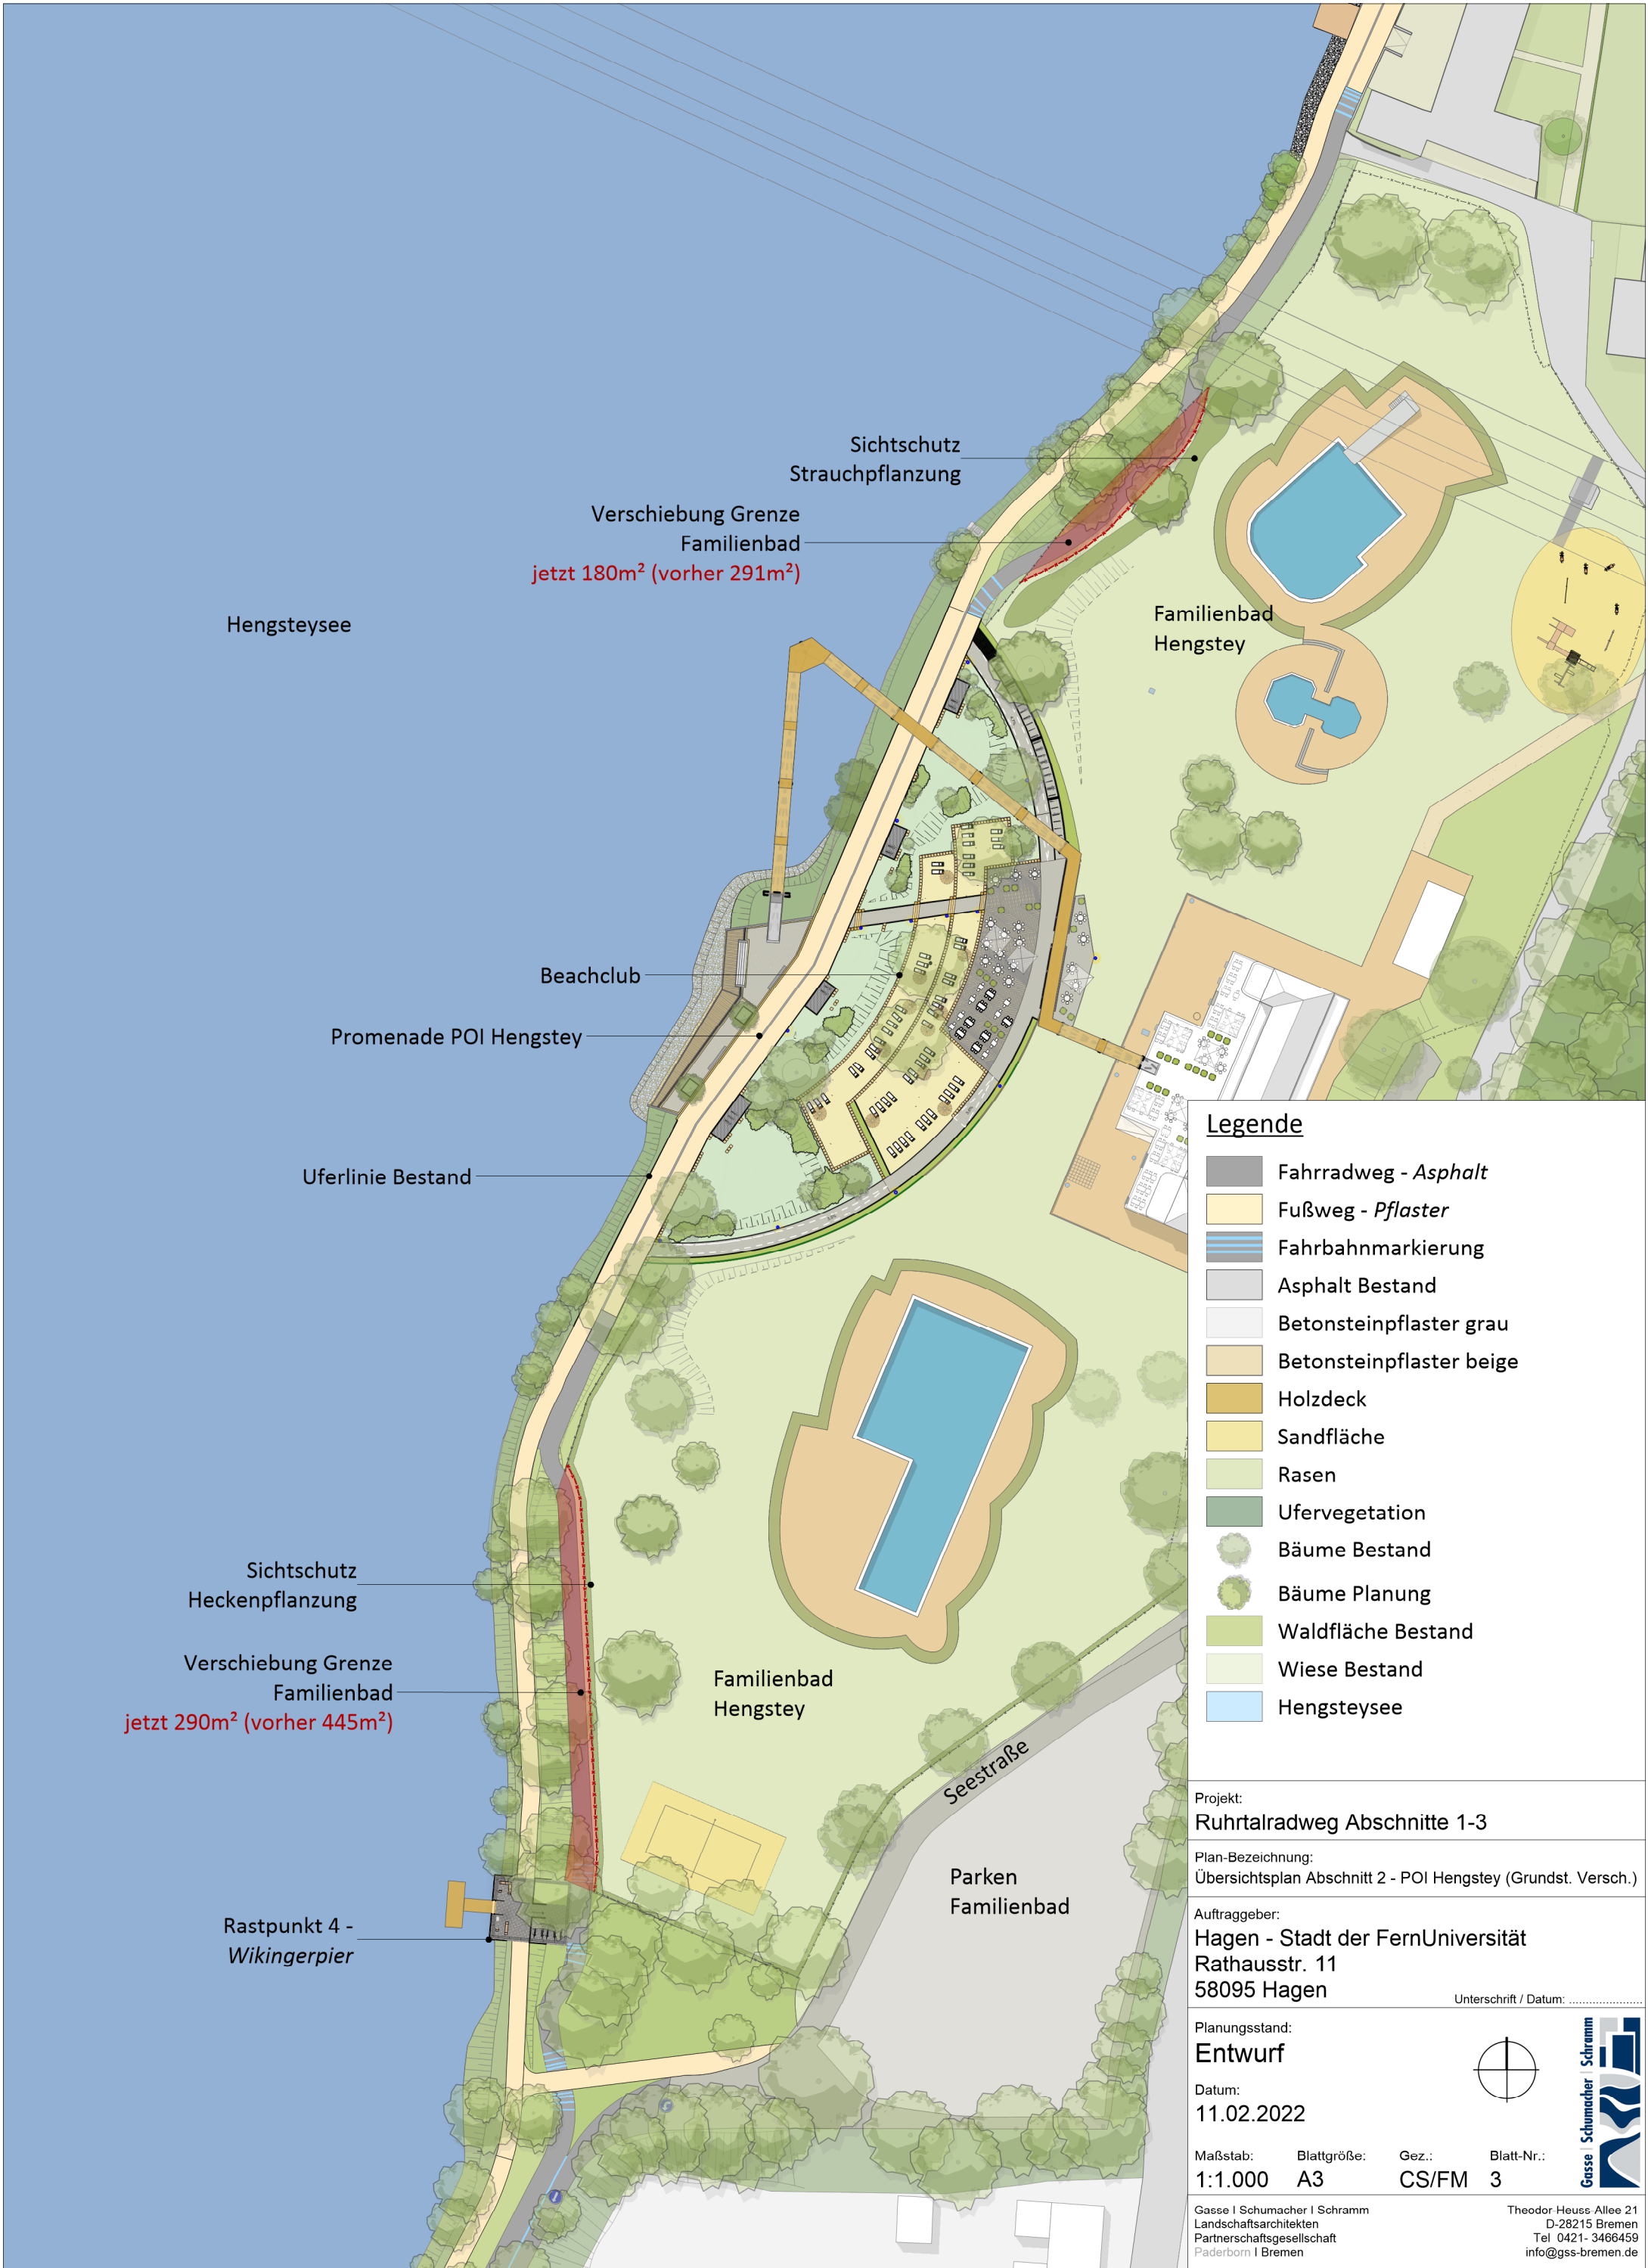 Sichtschutz
Strauchpflanzung
Verschiebung Grenze
Familienbad
jetzt 180m² (vorher 291m²)
Hengsteysee
Familienbad
Hengstey
Beachclub
Promenade POI Hengstey
Uferlinie Bestand
Sichtschutz
Heckenpflanzung
Verschiebung Grenze
Familienbad
jetzt 290m² (vorher 445m²)
Familienbad
Hengstey
Seestraße
Parken
Familienbad
Rastpunkt 4 -
Wikingerpier
Legende
Fahrradweg - Asphalt
Fußweg - Pflaster
Fahrbahnmarkierung
Asphalt Bestand
Betonsteinpflaster grau
Betonsteinpflaster beige
Holzdeck
Sandfläche
Rasen
Ufervegetation
Bäume Bestand
Bäume Planung
Waldfläche Bestand
Wiese Bestand
Hengsteysee
Projekt:
Ruhrtalradweg Abschnitte 1-3
Plan-Bezeichnung:
Übersichtsplan Abschnitt 2 - POI Hengstey (Grundst. Versch.)
Auftraggeber:
Hagen - Stadt der FernUniversität
Rathausstr. 11
58095 Hagen
Unterschrift / Datum: .....................
Planungsstand:
Entwurf
Datum:
11.02.2022
Maßstab: Blattgröße: Gez.: Blatt-Nr.:
1:1.000 A3 CS/FM 3
Gasse | Schumacher | Schramm
Gasse I Schumacher I Schramm
Landschaftsarchitekten
Partnerschaftsgesellschaft
Paderborn I Bremen
Theodor-Heuss-Allee 21
D-28215 Bremen
Tel 0421- 3466459
info@gss-bremen.de